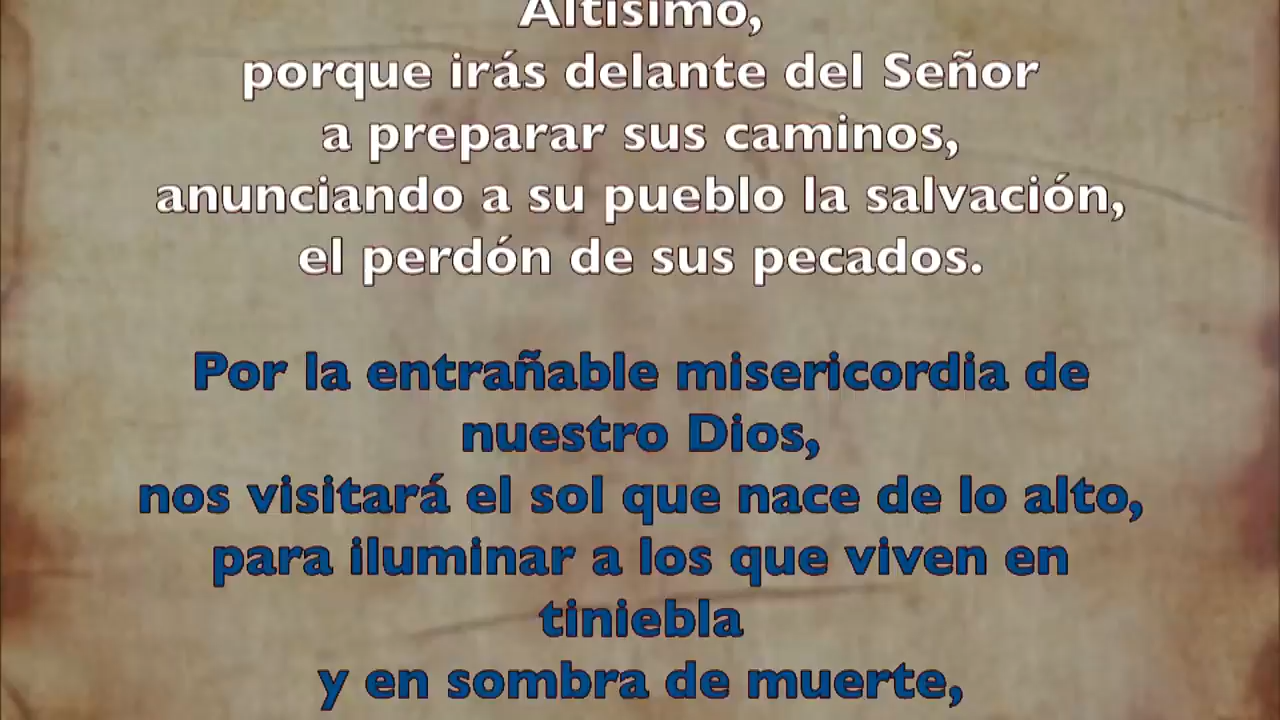 Altísimo,
porque irás delante del Señor
a preparar sus caminos,
anunciando a su pueblo la salvación,
el perdón de sus pecados.
Por la entrañable misericordia de
nuestro Dios,
nos visitará el sol que nace de lo alto,
para iluminar a los que viven en
tiniebla
y en sombra de muerte,